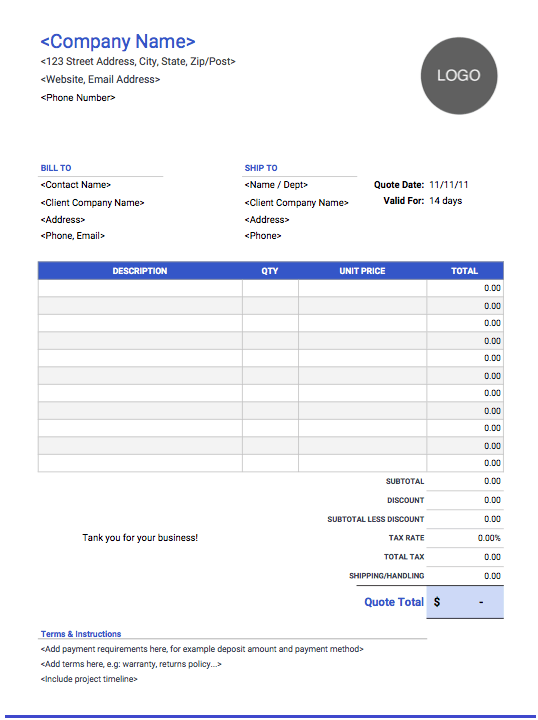 <Company Name>
<123 Street Address, City, State, Zip/Post>
<Website, Email Address>
<Phone Number>
LOGO
BILL TO
<Contact Name>
<Client Company Name>
<Address>
<Phone, Email>
SHIP TO
<Name / Dept>
<Client Company Name>
<Address>
<Phone>
Quote Date: 11/11/11
Valid For: 14 days
DESCRIPTION QTY UNIT PRICE TOTAL
0.00
0.00
0.00
0.00
0.00
0.00
0.00
0.00
0.00
0.00
0.00
SUBTOTAL 0.00
DISCOUNT 0.00
SUBTOTAL LESS DISCOUNT 0.00
Tank you for your business!
TAX RATE 0.00%
TOTAL TAX 0.00
SHIPPING/HANDLING 0.00
Quote Total $ -
Terms & Instructions
<Add payment requirements here, for example deposit amount and payment method>
<Add terms here, e.g: warranty, returns policy...>
<Include project timeline>